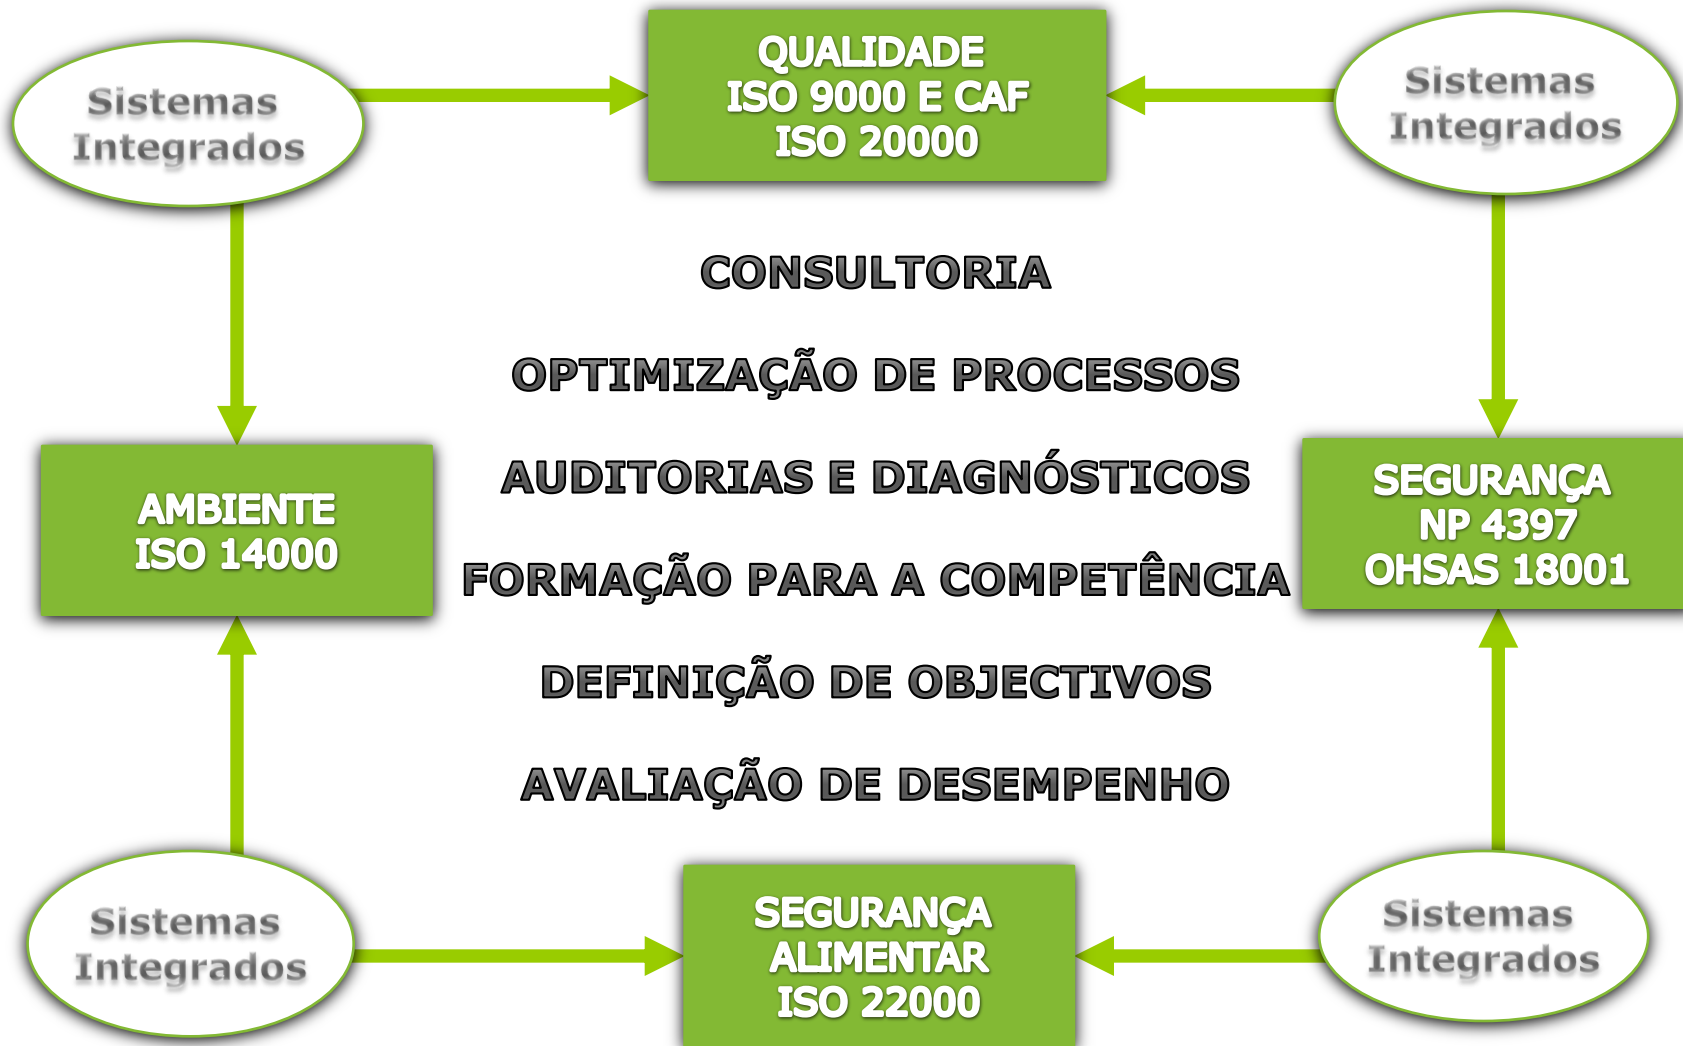 Sistemas
Integrados
QUALIDADE
ISO 9000 E CAF
ISO 20000
Sistemas
Integrados
CONSULTORIA
OPTIMIZAÇÃO DE PROCESSOS
AUDITORIAS E DIAGNÓSTICOS
FORMAÇÃO PARA A COMPETÊNCIA
DEFINIÇÃO DE OBJECTIVOS
AVALIAÇÃO DE DESEMPENHO
AMBIENTE
ISO 14000
SEGURANÇA
NP 4397
OHSAS 18001
Sistemas
Integrados
SEGURANÇA
ALIMENTAR
ISO 22000
Sistemas
Integrados